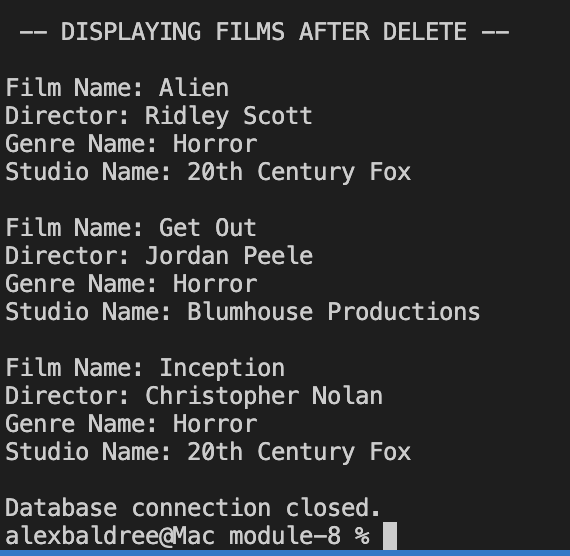 -- DISPLAYING FILMS AFTER DELETE --
Film Name: Alien
Director: Ridley Scott
Genre Name: Horror
Studio Name: 20th Century Fox
Film Name: Get Out
Director: Jordan Peele
Genre Name: Horror
Studio Name: Blumhouse Productions
Film Name: Inception
Director: Christopher Nolan
Genre Name: Horror
Studio Name: 20th Century Fox
Database connection closed.
alexbaldree@Mac module-8 %